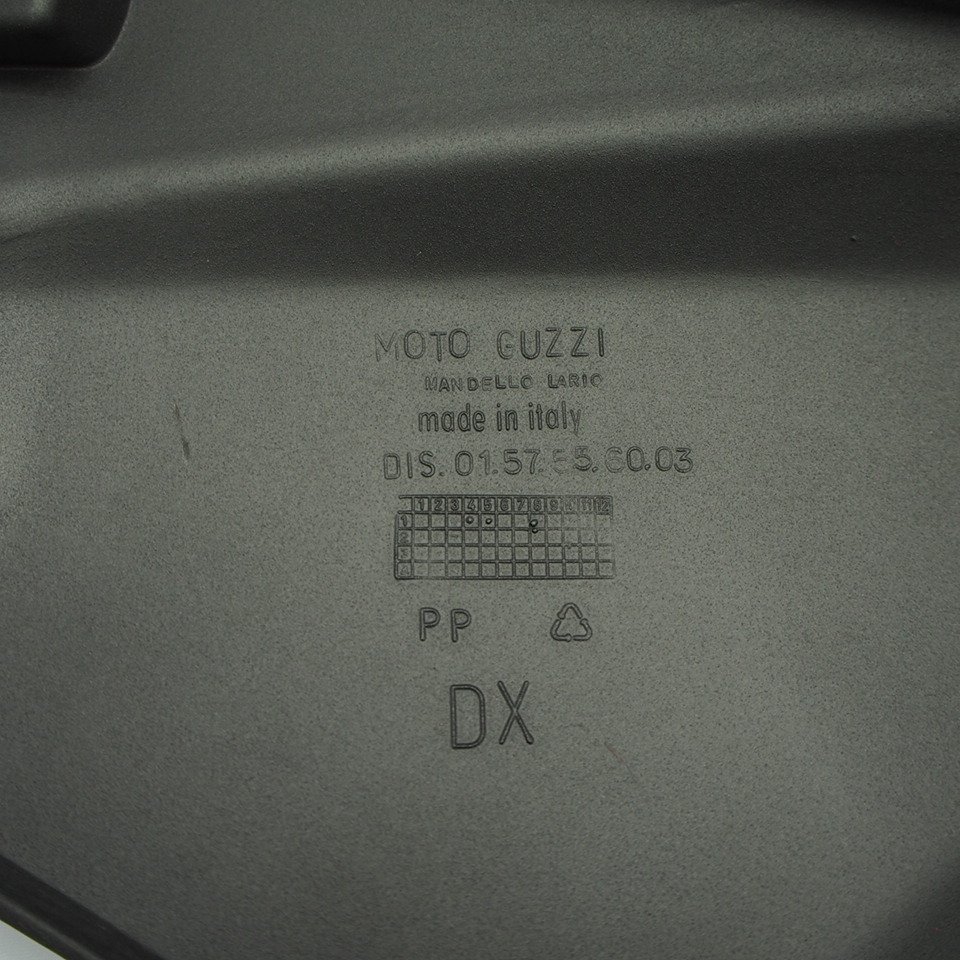 MOTO GUZZI
MANDELLO LARIO
made in italy
DIS. 01.57.55.60.03
1 2 3 4 5 6 7 8 9 10 11 12
1
2
3
4
PP
DX